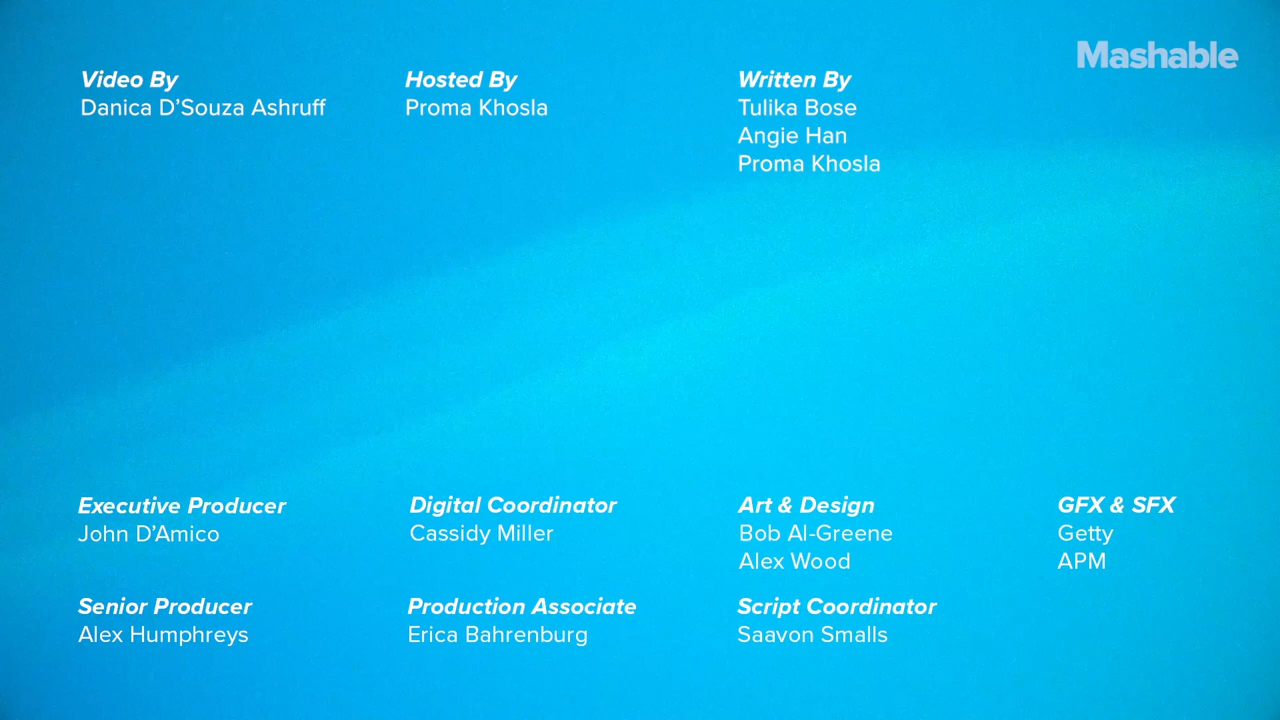 Mashable
Video By
Danica D’Souza Ashruff
Hosted By
Proma Khosla
Written By
Tulika Bose
Angie Han
Proma Khosla
Executive Producer
John D’Amico
Digital Coordinator
Cassidy Miller
Art & Design
Bob Al-Greene
Alex Wood
GFX & SFX
Getty
APM
Senior Producer
Alex Humphreys
Production Associate
Erica Bahrenburg
Script Coordinator
Saavon Smalls